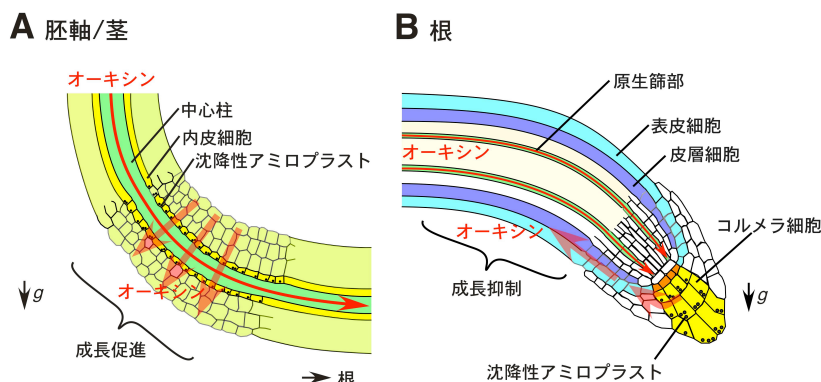 A 胚軸/茎
オーキシン
中心柱
内皮細胞
沈降性アミロプラスト
オーキシン
成長促進
g
根
B 根
原生篩部
表皮細胞
皮層細胞
オーキシン
コルメラ細胞
オーキシン
成長抑制
g
沈降性アミロプラスト